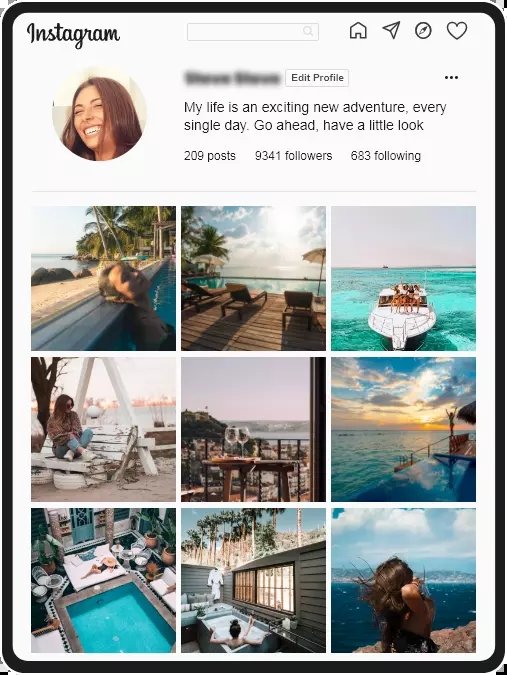 Instagram
Edit Profile
My life is an exciting new adventure, every
single day. Go ahead, have a little look
209 posts 9341 followers 683 following